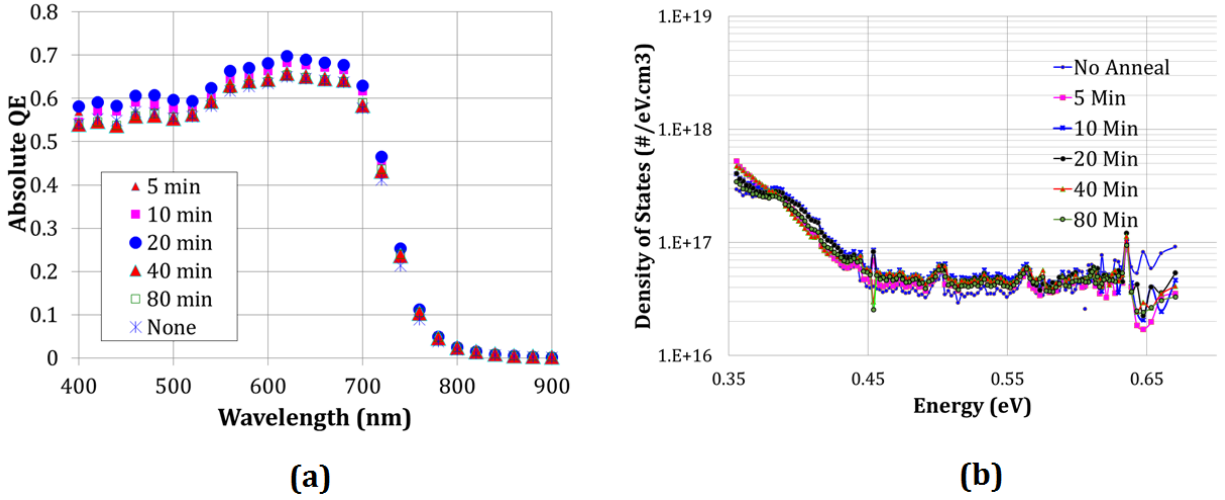 0.8
0.7
0.6
0.5
0.4
0.3
0.2
0.1
0
Absolute QE
5 min
10 min
20 min
40 min
80 min
None
400 500 600 700 800 900
Wavelength (nm)
(a)
1.E+19
1.E+18
1.E+17
1.E+16
Density of States (#/eV.cm3)
No Anneal
5 Min
10 Min
20 Min
40 Min
80 Min
0.35 0.45 0.55 0.65
Energy (eV)
(b)